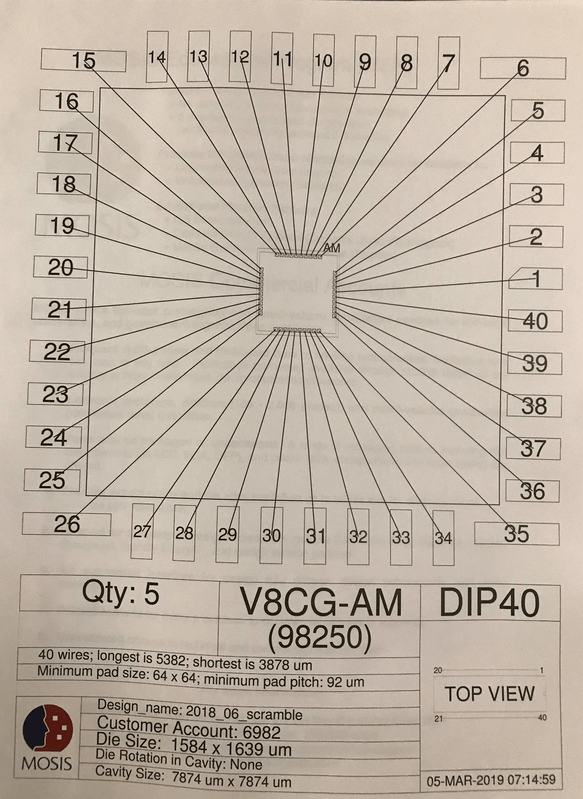 15 14 13 12 11 10 9 8 7 6
16 5
17 4
18 3
19 2
20 1
21 40
22 39
23 38
24 37
25 36
26 27 28 29 30 31 32 33 34 35
AM
Qty: 5
V8CG-AM
(98250)
DIP40
40 wires; longest is 5382; shortest is 3878 um
Minimum pad size: 64 x 64; minimum pad pitch: 92 um
20 1
TOP VIEW
21 40
MOSIS
Design_name: 2018_06_scramble
Customer Account: 6982
Die Size: 1584 x 1639 um
Die Rotation in Cavity: None
Cavity Size: 7874 um x 7874 um
05-MAR-2019 07:14:59